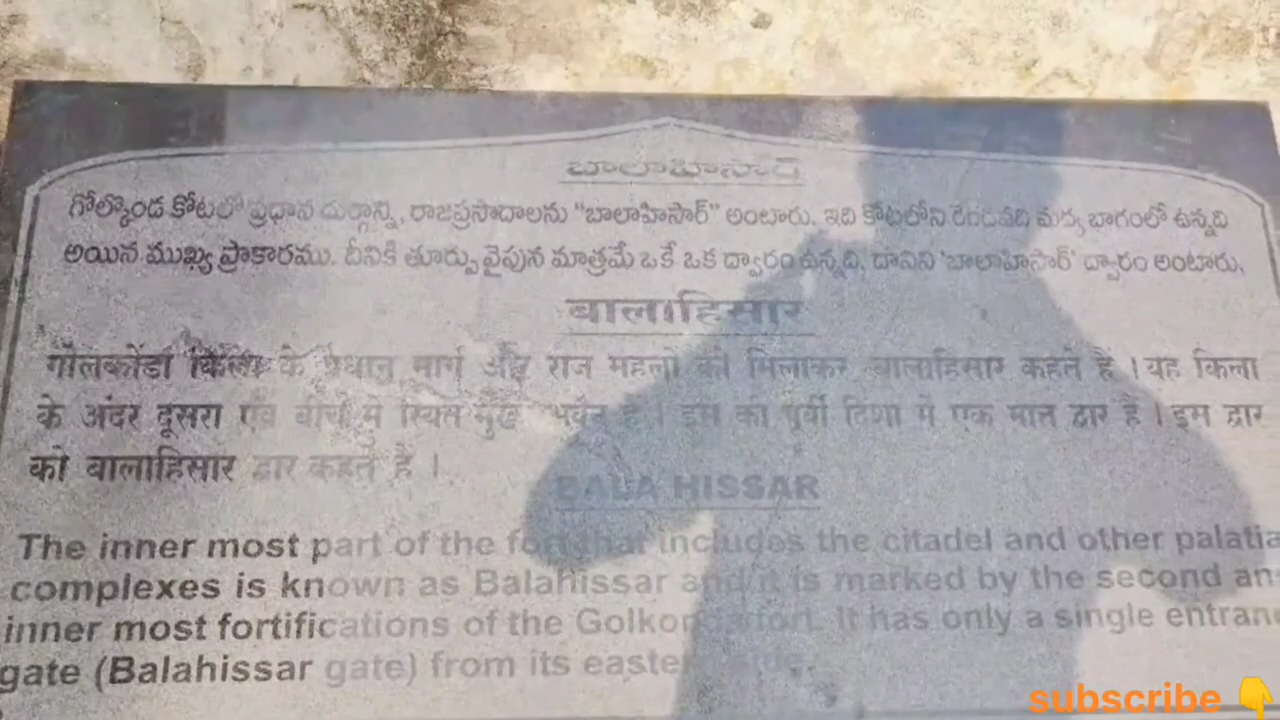 బాలాహిసార్
గోల్కొండ కోటలో ప్రధాన దుర్గాన్ని, రాజప్రసాదాలను "బాలాహిసార్" అంటారు. ఇది కోటలోని రెండవది మధ్య బాగంలో ఉన్నది
అయిన ముఖ్య ప్రాకారము. దీనికి తూర్పు వైపున మాత్రమే ఒకే ఒక ద్వారం ఉన్నది, దానిని 'బాలాహిసార్' ద్వారం అంటారు.
बालाहिसार
गोलकोंडा किला के प्रधान मार्ग और राज महलो को मिलाकर बालाहिसार कहते है । यह किला
के अंदर दूसरा एवं बीचो मे स्थित है । इस की पूर्वी दिशा में एक मात्र द्वार है । इस द्वार
को बालाहिसार द्वार कहते है ।
BALA HISSAR
The inner most part of the fort that includes the citadel and other palatia
complexes is known as Balahissar and it is marked by the second an
inner most fortifications of the Golkonda fort. It has only a single entran
gate (Balahissar gate) from its eastern side.
subscribe 👇